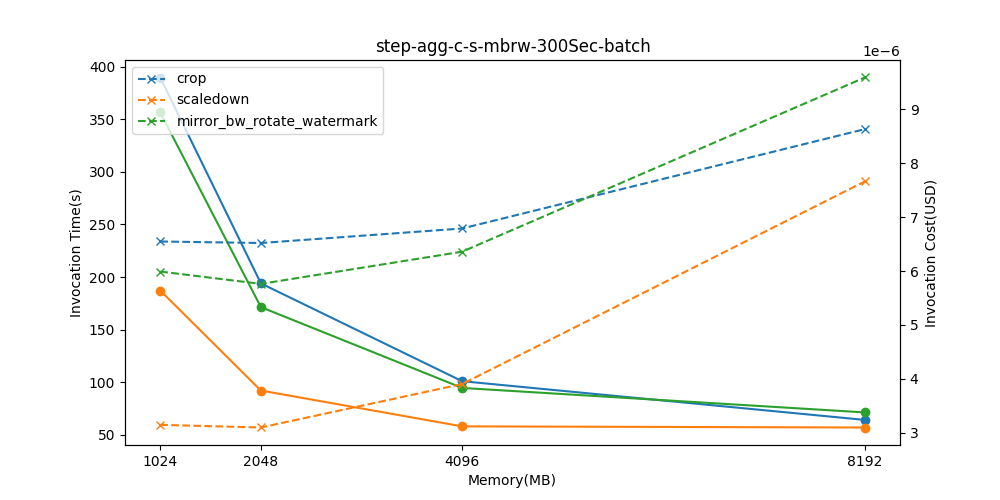 step-agg-c-s-mbrw-300Sec-batch
1e−6
400
350
300
250
200
150
100
50
Invocation Time(s)
crop
scaledown
mirror_bw_rotate_watermark
9
8
7
6
5
4
3
Invocation Cost(USD)
1024
2048
4096
8192
Memory(MB)